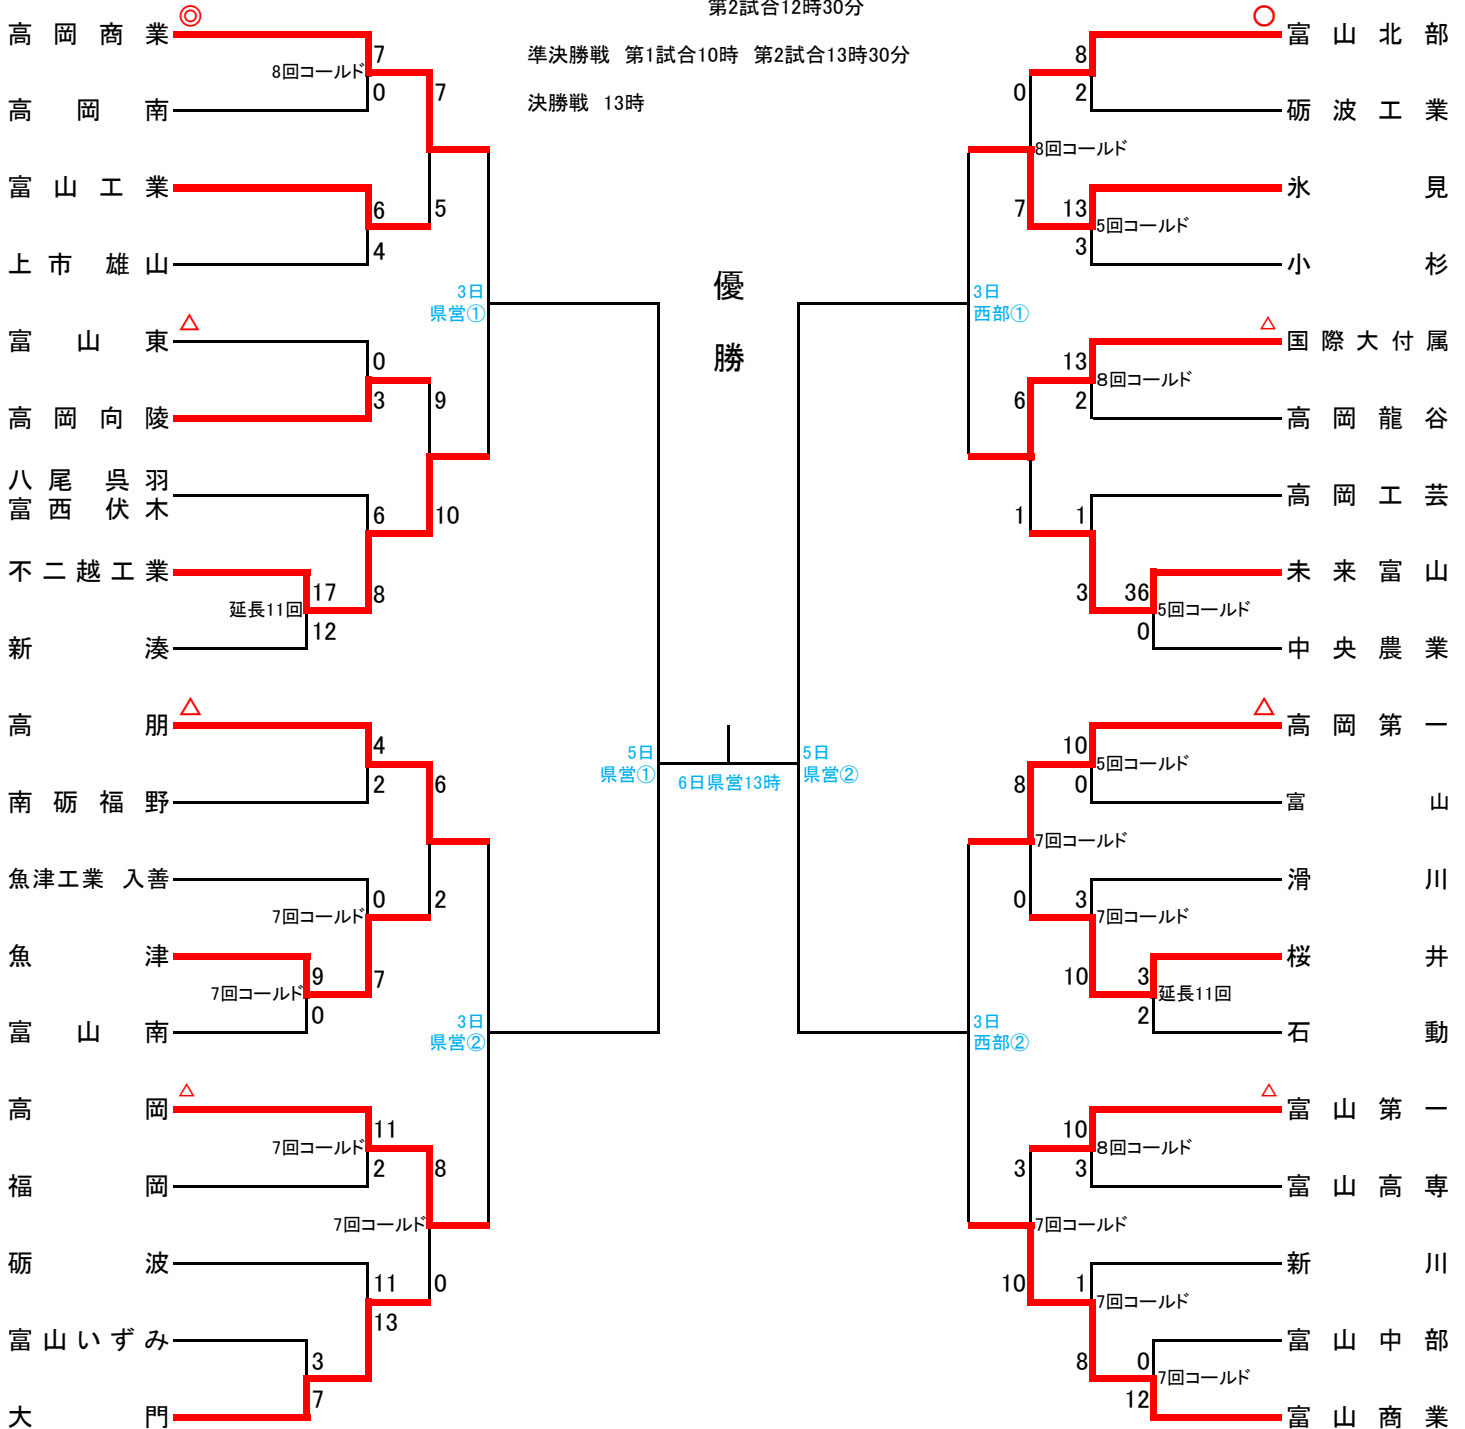 第2試合12時30分
準決勝戦 第1試合10時 第2試合13時30分
決勝戦 13時
優
勝
◎
高岡商業
7
8回コールド
0
7
高岡南
富山工業
6
5
4
上市雄山
3日
県営①
△
富山東
0
3
9
高岡向陵
八尾 呉羽
富西 伏木
6
10
不二越工業
17
8
延長11回
12
新湊
△
高朋
4
2
6
南砺福野
魚津工業 入善
0
2
7回コールド
魚津
9
7
7回コールド
0
富山南
3日
県営②
△
高岡
11
7回コールド
2
8
福岡
7回コールド
砺波
11
0
13
富山いずみ
3
7
大門
5日
県営①
6日県営13時
5日
県営②
○
富山北部
8
0
2
砺波工業
8回コールド
氷見
7
13
5回コールド
3
小杉
3日
西部①
△
国際大付属
13
8回コールド
6
2
高岡龍谷
高岡工芸
1
1
未来富山
3
36
5回コールド
0
中央農業
△
高岡第一
10
5回コールド
8
0
富山
7回コールド
滑川
0
3
7回コールド
桜井
10
3
延長11回
2
石動
3日
西部②
△
富山第一
10
8回コールド
3
3
富山高専
7回コールド
新川
10
1
7回コールド
富山中部
8
0
7回コールド
12
富山商業